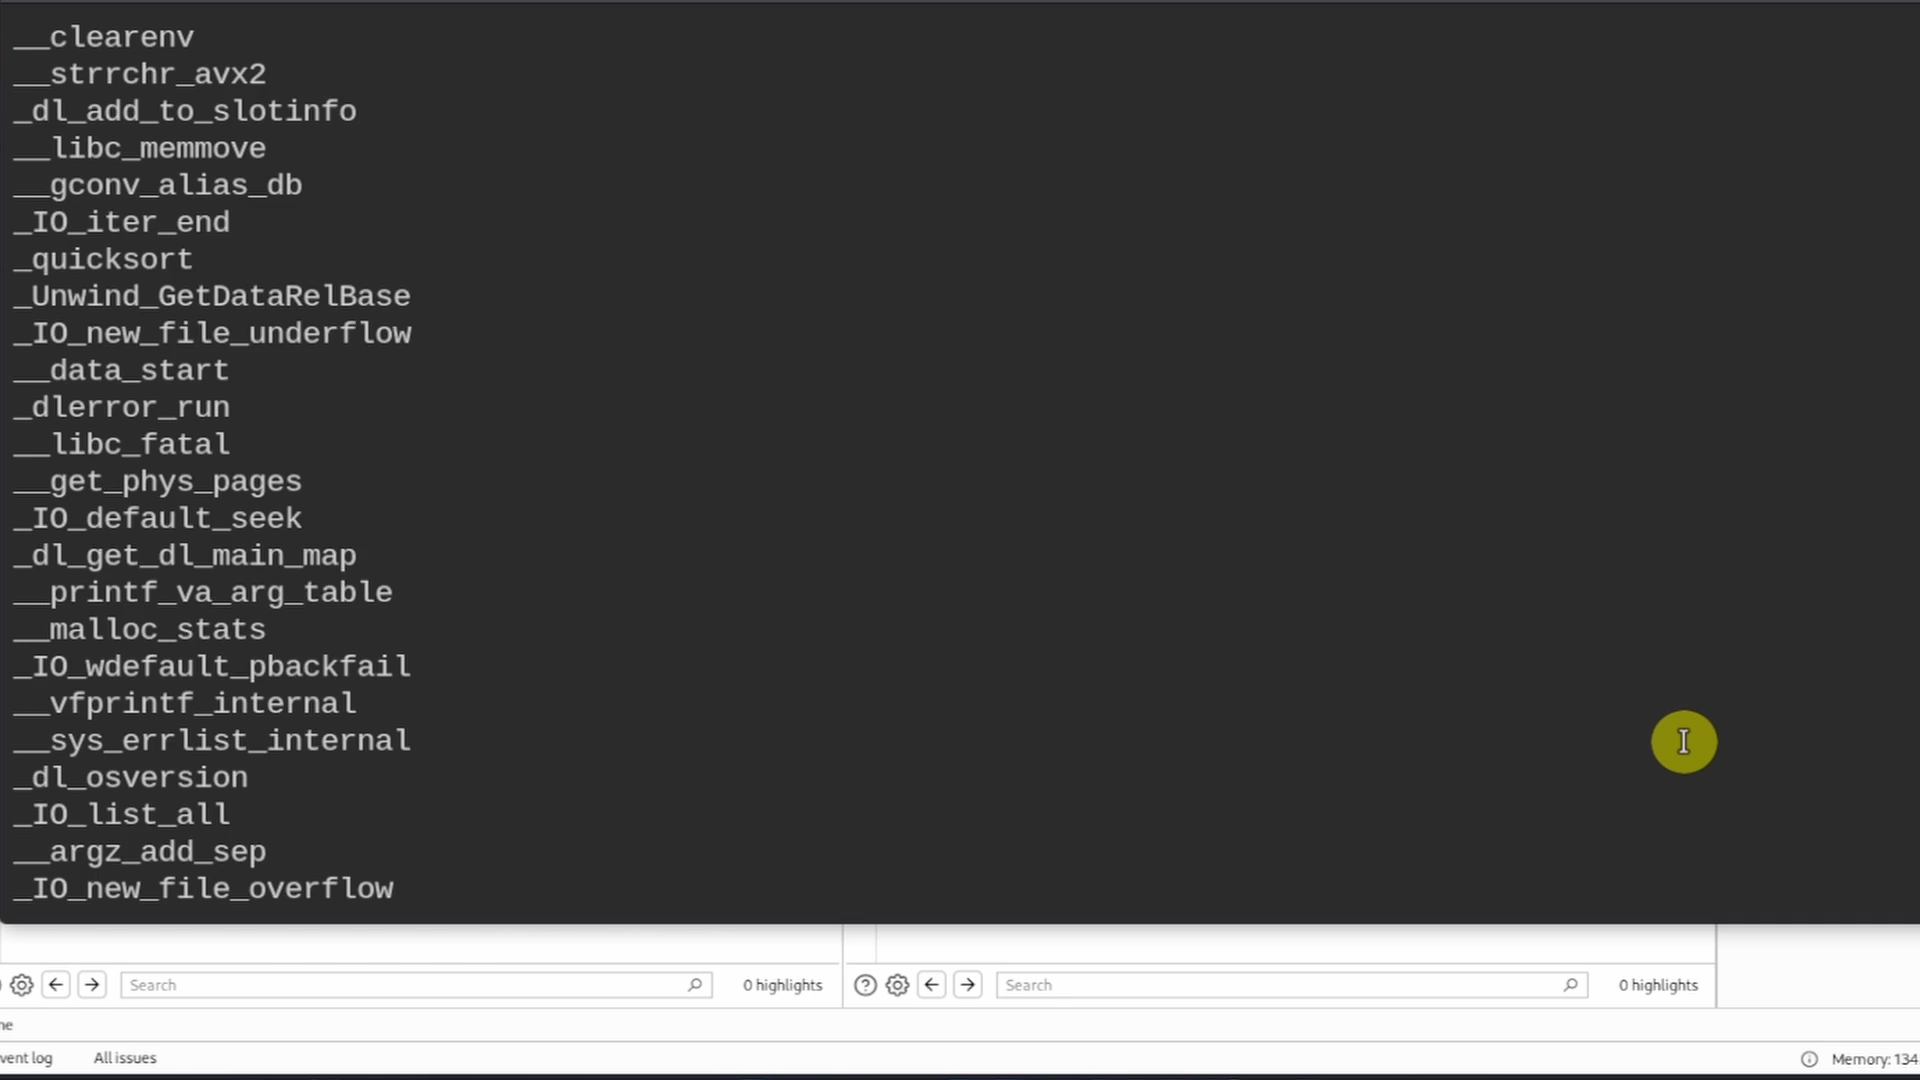 __clearenv
__strrchr_avx2
_dl_add_to_slotinfo
__libc_memmove
__gconv_alias_db
_IO_iter_end
_quicksort
_Unwind_GetDataRelBase
_IO_new_file_underflow
__data_start
_dlerror_run
__libc_fatal
__get_phys_pages
_IO_default_seek
_dl_get_dl_main_map
__printf_va_arg_table
__malloc_stats
_IO_wdefault_pbackfail
__vfprintf_internal
__sys_errlist_internal
_dl_osversion
_IO_list_all
__argz_add_sep
_IO_new_file_overflow
Search 0 highlights Search 0 highlights
ne
vent log All issues Memory: 134